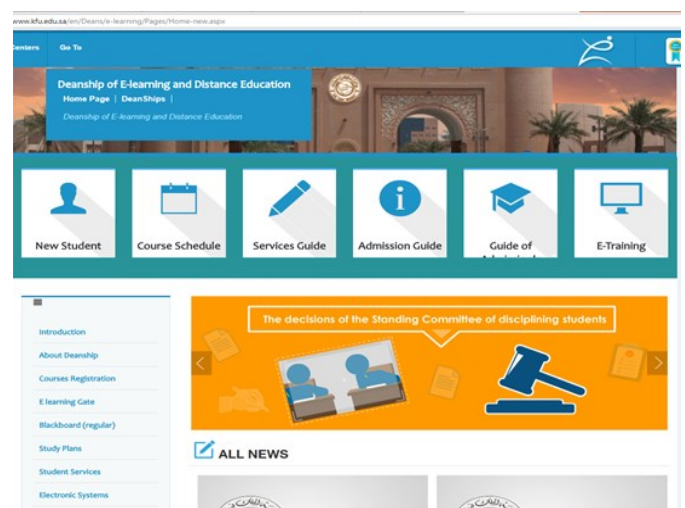 www.kfu.edu.sa/en/Deans/e-learning/Pages/Home-new.aspx
Centers Go To
Deanship of E-learning and Distance Education
Home Page | DeanShips |
Deanship of E-learning and Distance Education
New Student
Course Schedule
Services Guide
Admission Guide
Guide of
E-Training
Introduction
About Deanship
Courses Registration
E learning Gate
Blackboard (regular)
Study Plans
Student Services
Electronic Systems
The decisions of the Standing Committee of disciplining students
ALL NEWS